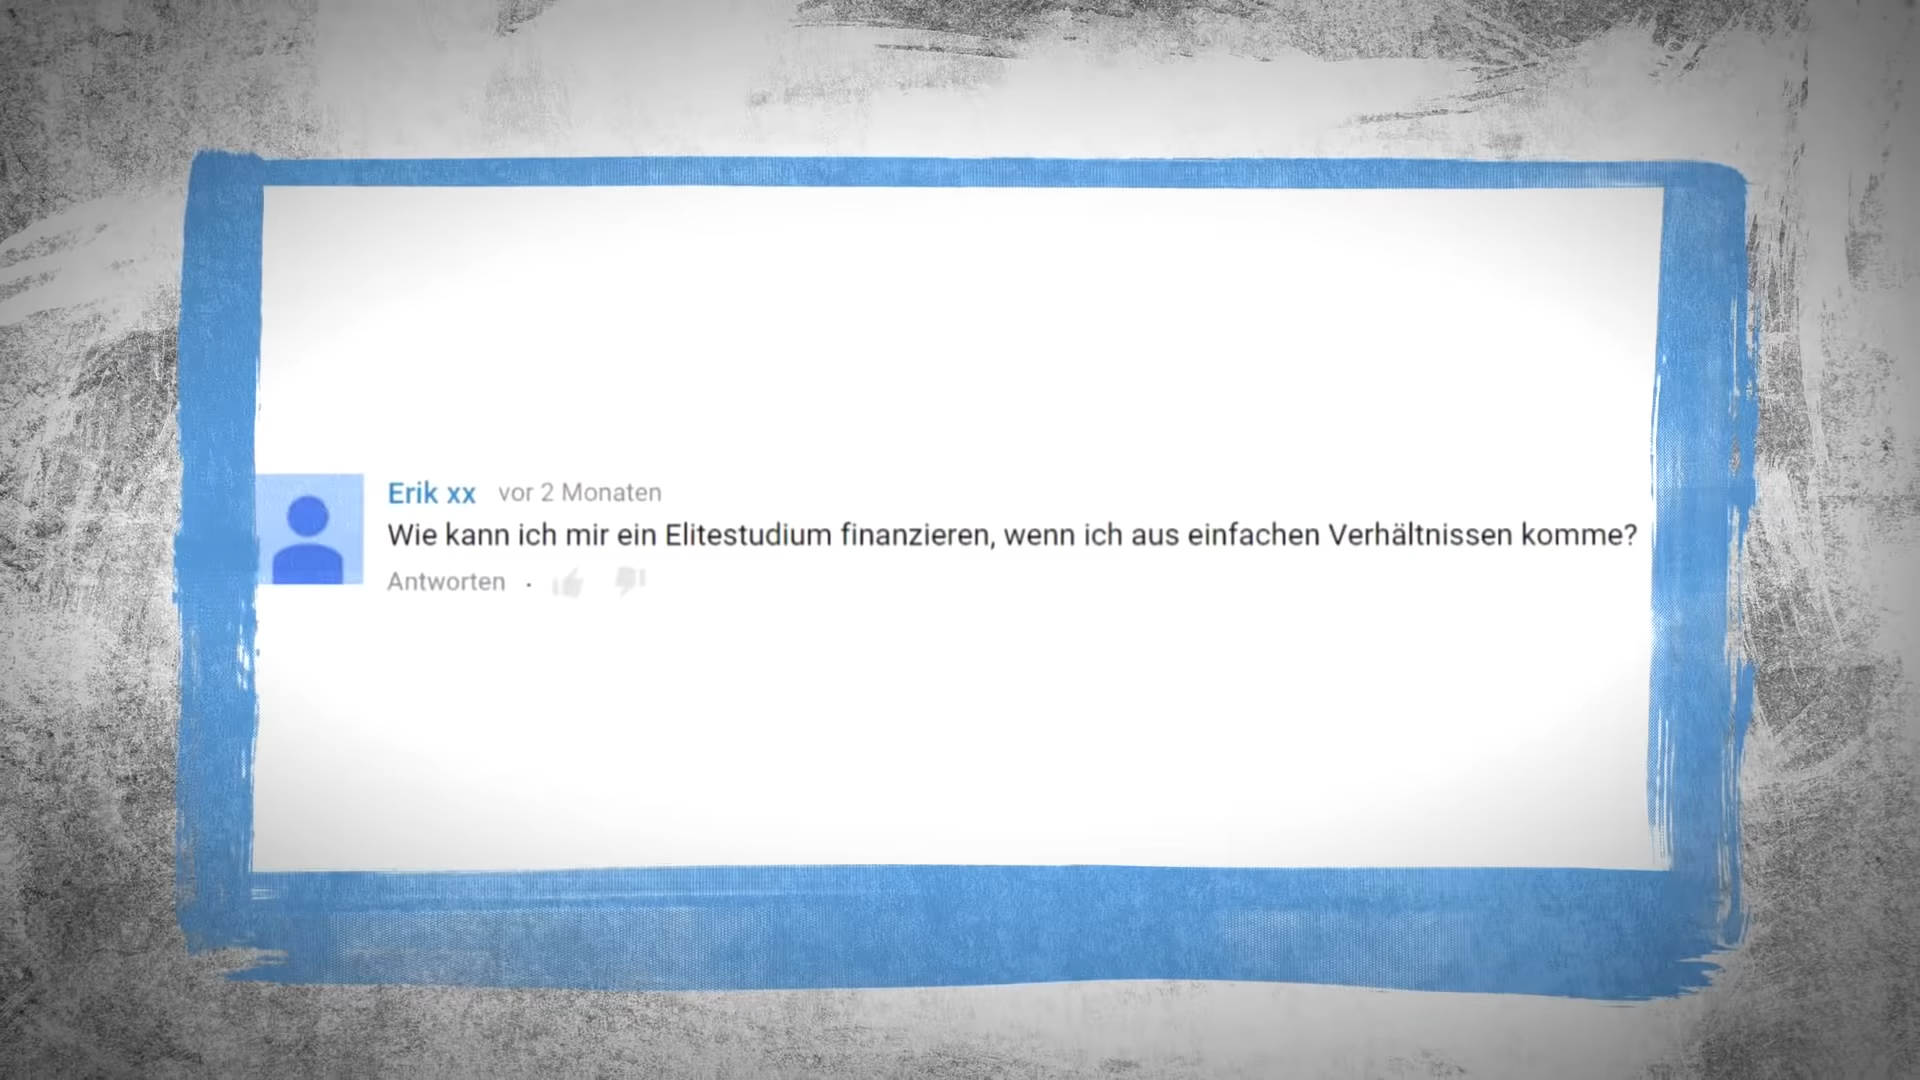 Erik xx vor 2 Monaten
Wie kann ich mir ein Elitestudium finanzieren, wenn ich aus einfachen Verhältnissen komme?
Antworten ·